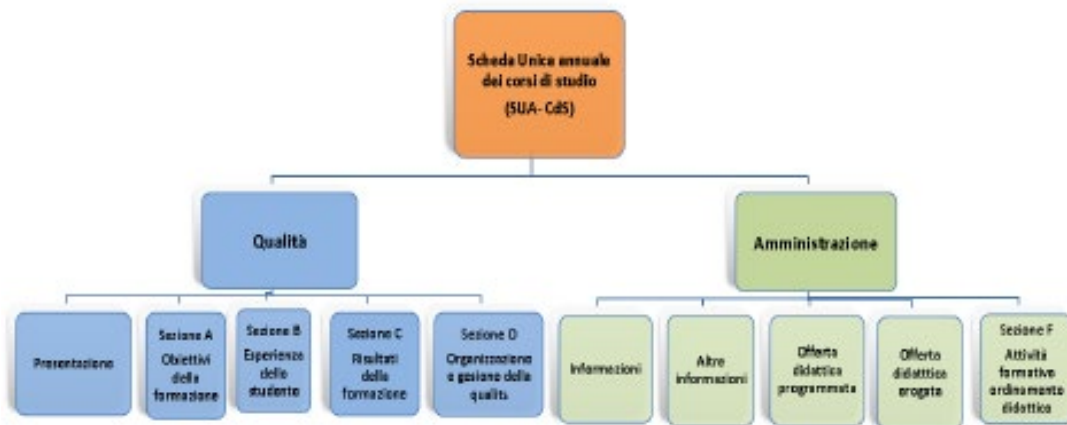 Scheda Unica annuale
dei corsi di studio
(SUA- CdS)
Qualità
Amministrazione
Presentazione
Sezione A
Obiettivi
della
formazione
Sezione B
Esperienza
dello
studente
Sezione C
Risultati
della
formazione
Sezione D
Organizzazione
e gesione della
qualità
Informazioni
Altre
informazioni
Offerta
didattica
programmata
Offerta
didatttica
erogata
Sezione F
Attività
formative
ordinamento
didattico